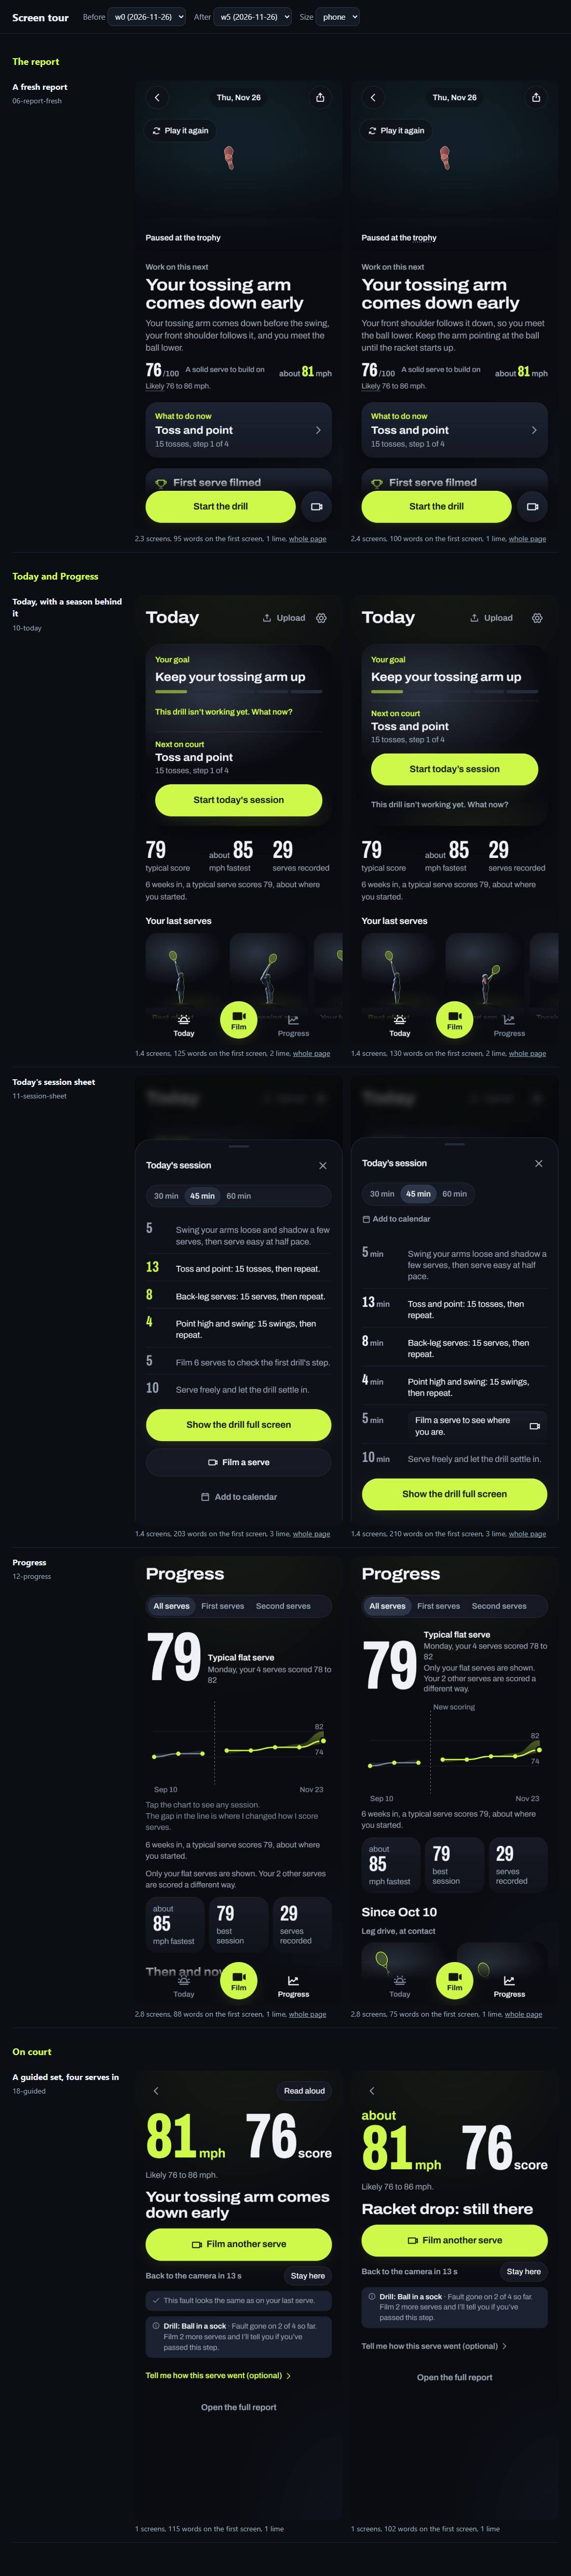 Screen tour
Before w0 (2026-11-26) After w5 (2026-11-26) Size phone
The report
A fresh report
06-report-fresh
Thu, Nov 26
Play it again
Paused at the trophy
Work on this next
Your tossing arm
comes down early
Your tossing arm comes down before the swing,
your front shoulder follows it, and you meet the
ball lower.
76 /100 A solid serve to build on about 81 mph
Likely 76 to 86 mph.
What to do now
Toss and point
15 tosses, step 1 of 4
First serve filmed
Start the drill
2.3 screens, 95 words on the first screen, 1 lime, whole page
Thu, Nov 26
Play it again
Paused at the trophy
Work on this next
Your tossing arm
comes down early
Your front shoulder follows it down, so you meet
the ball lower. Keep the arm pointing at the ball
until the racket starts up.
76 /100 A solid serve to build on about 81 mph
Likely 76 to 86 mph.
What to do now
Toss and point
15 tosses, step 1 of 4
First serve filmed
Start the drill
2.4 screens, 100 words on the first screen, 1 lime, whole page
Today and Progress
Today, with a season behind
it
10-today
Today
Upload
Your goal
Keep your tossing arm up
This drill isn't working yet. What now?
Next on court
Toss and point
15 tosses, step 1 of 4
Start today's session
79 about 85 29
typical score mph fastest serves recorded
6 weeks in, a typical serve scores 79, about where
you started.
Your last serves
Today Film Progress
1.4 screens, 125 words on the first screen, 2 lime, whole page
Today
Upload
Your goal
Keep your tossing arm up
Next on court
Toss and point
15 tosses, step 1 of 4
Start today's session
This drill isn't working yet. What now?
79 about 85 29
typical score mph fastest serves recorded
6 weeks in, a typical serve scores 79, about where
you started.
Your last serves
Today Film Progress
1.4 screens, 130 words on the first screen, 2 lime, whole page
Today's session sheet
11-session-sheet
Today's session
30 min 45 min 60 min
5 Swing your arms loose and shadow a few
serves, then serve easy at half pace.
13 Toss and point: 15 tosses, then repeat.
8 Back-leg serves: 15 serves, then repeat.
4 Point high and swing: 15 swings, then
repeat.
5 Film 6 serves to check the first drill's step.
10 Serve freely and let the drill settle in.
Show the drill full screen
Film a serve
Add to calendar
1.4 screens, 203 words on the first screen, 3 lime, whole page
Today's session
30 min 45 min 60 min
Add to calendar
5 min Swing your arms loose and shadow a
few serves, then serve easy at half
pace.
13 min Toss and point: 15 tosses, then
repeat.
8 min Back-leg serves: 15 serves, then
repeat.
4 min Point high and swing: 15 swings,
then repeat.
5 min Film a serve to see where
you are.
10 min Serve freely and let the drill settle in.
Show the drill full screen
1.4 screens, 210 words on the first screen, 3 lime, whole page
Progress
12-progress
Progress
All serves First serves Second serves
79 Typical flat serve
Monday, your 4 serves scored 78 to
82
82
74
Sep 10 Nov 23
Tap the chart to see any session.
The gap in the line is where I changed how I score
serves.
6 weeks in, a typical serve scores 79, about where
you started.
Only your flat serves are shown. Your 2 other serves
are scored a different way.
about
85 79 29
mph fastest best session serves recorded
Then and now
Today Film Progress
2.8 screens, 88 words on the first screen, 1 lime, whole page
Progress
All serves First serves Second serves
79 Typical flat serve
Monday, your 4 serves scored 78 to
82
Only your flat serves are shown.
Your 2 other serves are scored a
different way.
New scoring
82
74
Sep 10 Nov 23
6 weeks in, a typical serve scores 79, about where
you started.
about
85 79 29
mph fastest best session serves recorded
Since Oct 10
Leg drive, at contact
Today Film Progress
2.8 screens, 75 words on the first screen, 1 lime, whole page
On court
A guided set, four serves in
18-guided
Read aloud
81 mph 76 score
Likely 76 to 86 mph.
Your tossing arm comes
down early
Film another serve
Back to the camera in 13 s Stay here
This fault looks the same as on your last serve.
Drill: Ball in a sock · Fault gone on 2 of 4 so far.
Film 2 more serves and I'll tell you if you've
passed this step.
Tell me how this serve went (optional)
Open the full report
1 screens, 115 words on the first screen, 1 lime
about
81 mph 76 score
Likely 76 to 86 mph.
Racket drop: still there
Film another serve
Back to the camera in 13 s Stay here
Drill: Ball in a sock · Fault gone on 2 of 4 so far.
Film 2 more serves and I'll tell you if you've
passed this step.
Tell me how this serve went (optional)
Open the full report
1 screens, 102 words on the first screen, 1 lime